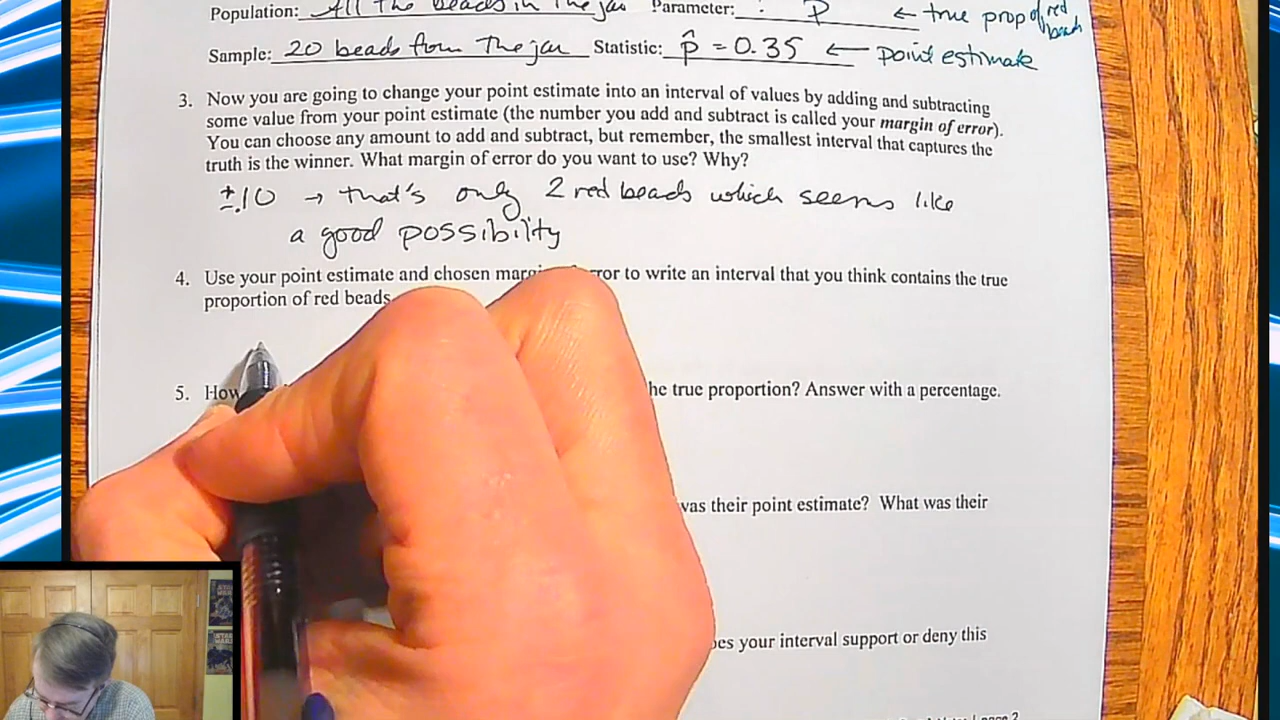 Population: All the beads in the jar Parameter: P ← true prop of red beads
Sample: 20 beads from The jar Statistic: p̂ = 0.35 ← point estimate
3. Now you are going to change your point estimate into an interval of values by adding and subtracting
some value from your point estimate (the number you add and subtract is called your margin of error).
You can choose any amount to add and subtract, but remember, the smallest interval that captures the
truth is the winner. What margin of error do you want to use? Why?
±.10 → that's only 2 red beads which seems like
a good possibility
4. Use your point estimate and chosen error to write an interval that you think contains the true
proportion of red beads
5. How the true proportion? Answer with a percentage.
was their point estimate? What was their
your interval support or deny this